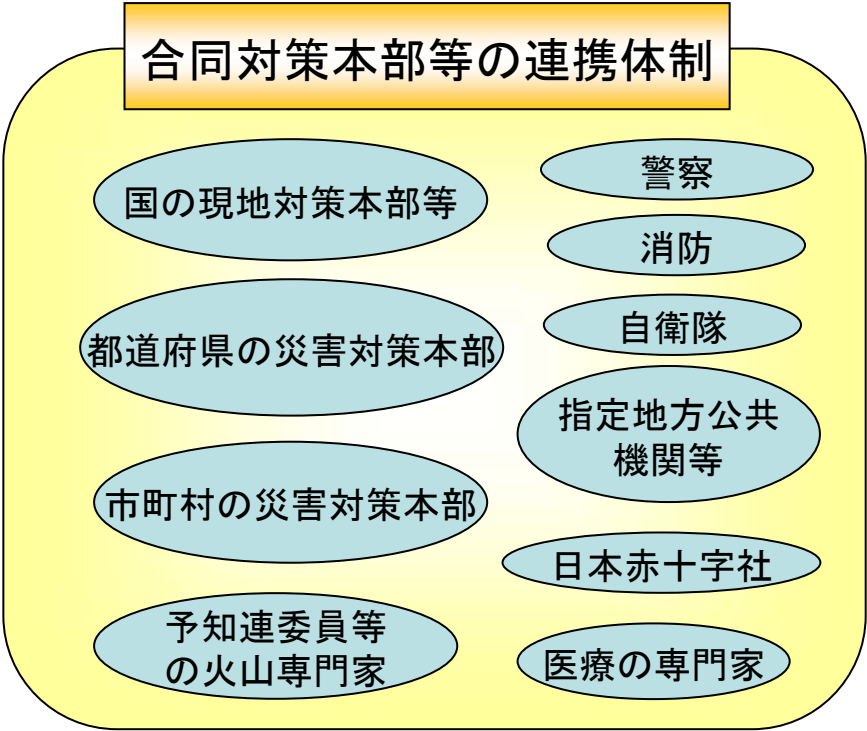 合同対策本部等の連携体制
国の現地対策本部等
都道府県の災害対策本部
市町村の災害対策本部
予知連委員等
の火山専門家
警察
消防
自衛隊
指定地方公共
機関等
日本赤十字社
医療の専門家